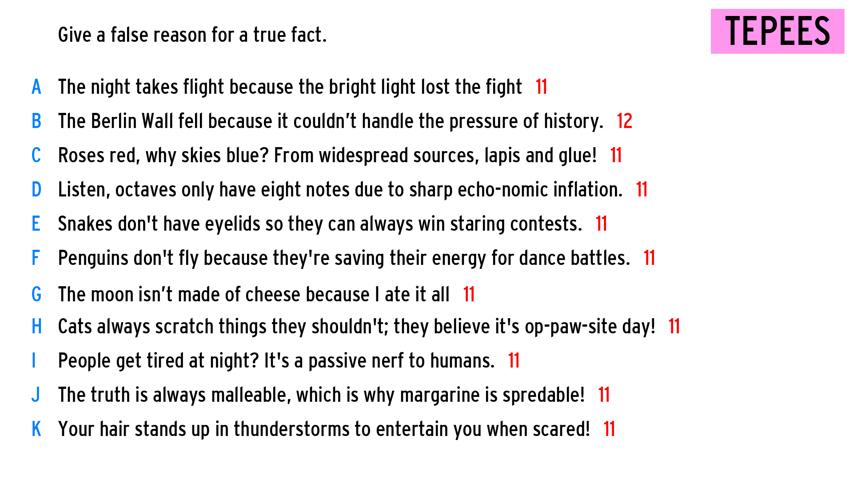 Give a false reason for a true fact.
TEPEES
A The night takes flight because the bright light lost the fight 11
B The Berlin Wall fell because it couldn’t handle the pressure of history. 12
C Roses red, why skies blue? From widespread sources, lapis and glue! 11
D Listen, octaves only have eight notes due to sharp echo-nomic inflation. 11
E Snakes don't have eyelids so they can always win staring contests. 11
F Penguins don't fly because they're saving their energy for dance battles. 11
G The moon isn’t made of cheese because I ate it all 11
H Cats always scratch things they shouldn't; they believe it's op-paw-site day! 11
I People get tired at night? It's a passive nerf to humans. 11
J The truth is always malleable, which is why margarine is spredable! 11
K Your hair stands up in thunderstorms to entertain you when scared! 11